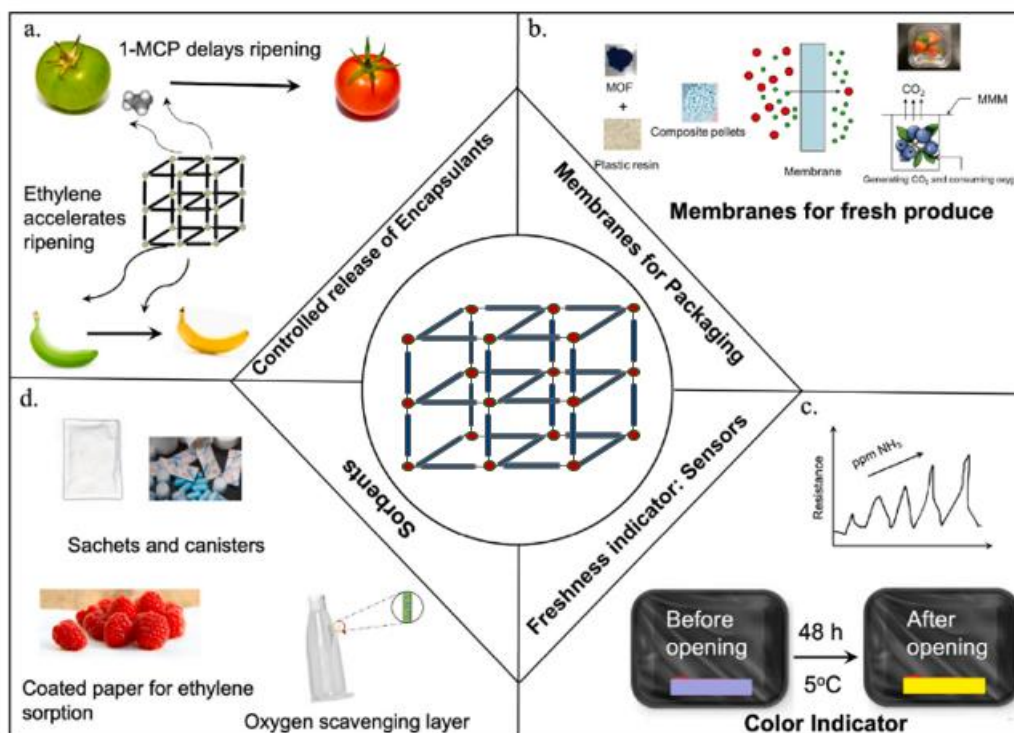 a.
1-MCP delays ripening
Ethylene
accelerates
ripening
Controlled release of Encapsulants
b.
MOF
+
Plastic resin
Composite pellets
Membrane
CO2
MMM
Generating CO2 and consuming oxygen
Membranes for fresh produce
Membranes for Packaging
c.
Resistance
ppm NH3
Before
opening
48 h
5°C
After
opening
Color Indicator
Freshness indicator: Sensors
d.
Sachets and canisters
Coated paper for ethylene
sorption
Oxygen scavenging layer
Sorbents